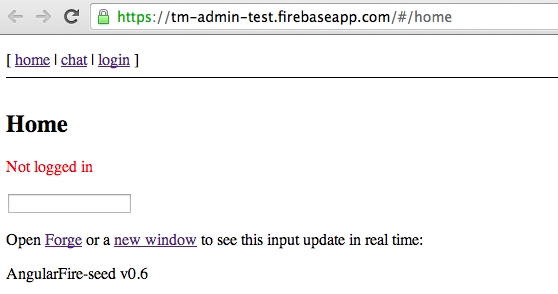 https://tm-admin-test.firebaseapp.com/#/home
[ home | chat | login ]
Home
Not logged in
Open Forge or a new window to see this input update in real time:
AngularFire-seed v0.6